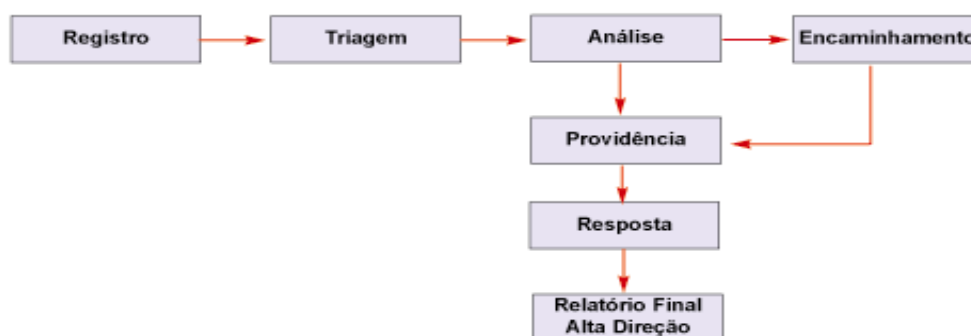 Registro
Triagem
Análise
Encaminhamento
Providência
Resposta
Relatório Final
Alta Direção